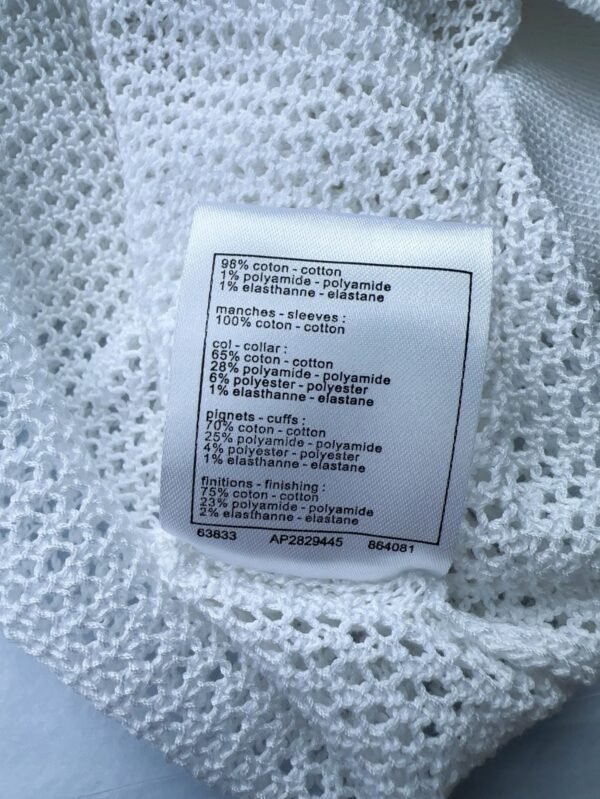 98% coton - cotton
1% polyamide - polyamide
1% elasthanne - elastane
manches - sleeves :
100% coton - cotton
col - collar :
65% coton - cotton
28% polyamide - polyamide
6% polyester - polyester
1% elasthanne - elastane
pignets - cuffs :
70% coton - cotton
25% polyamide - polyamide
4% polyester - polyester
1% elasthanne - elastane
finitions - finishing :
75% coton - cotton
23% polyamide - polyamide
2% elasthanne - elastane
63833 AP2829445 864081